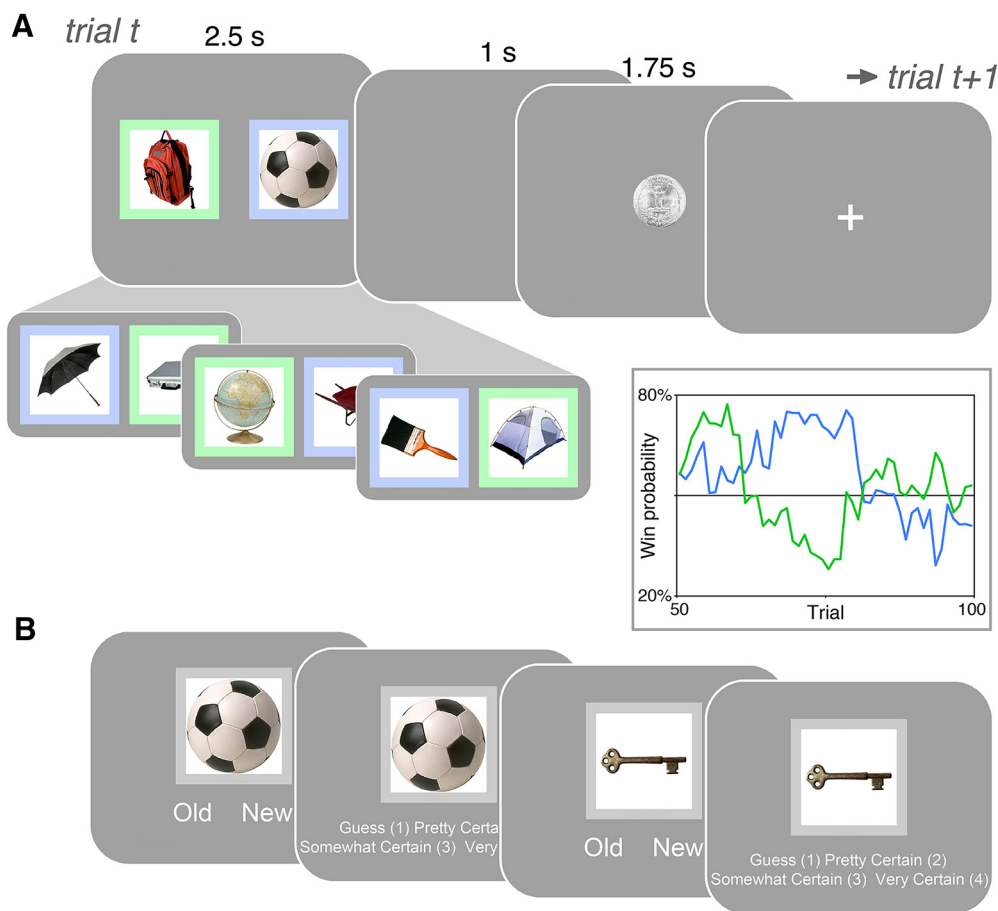 A
trial t
2.5 s
1 s
1.75 s
→ trial t+1
80%
Win probability
20%
50
Trial
100
B
Old New
Guess (1) Pretty Certa
Somewhat Certain (3) Very
Old New
Guess (1) Pretty Certain (2)
Somewhat Certain (3) Very Certain (4)